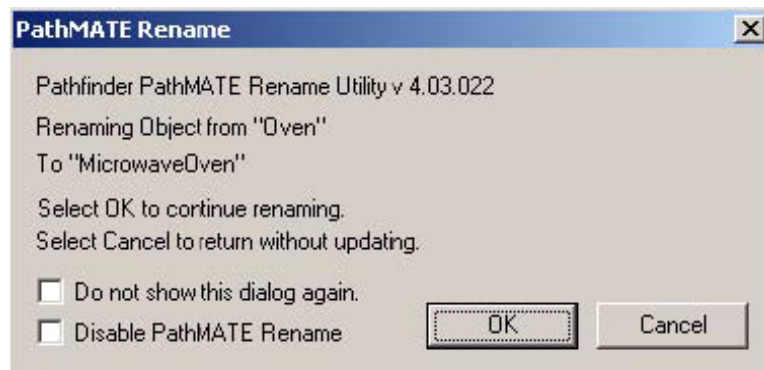 PathMATE Rename
Pathfinder PathMATE Rename Utility v 4.03.022
Renaming Object from "Oven"
To "MicrowaveOven"
Select OK to continue renaming.
Select Cancel to return without updating.
Do not show this dialog again.
Disable PathMATE Rename
OK
Cancel